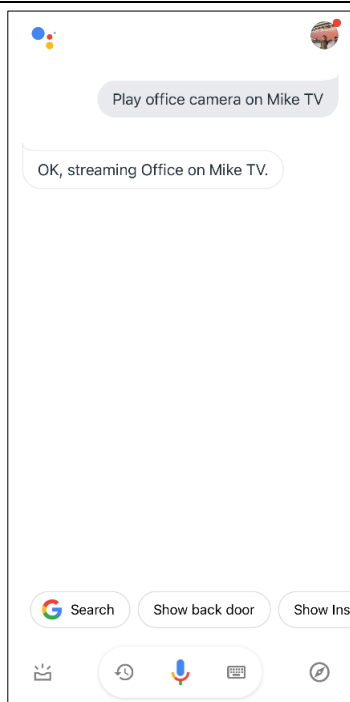 Play office camera on Mike TV
OK, streaming Office on Mike TV.
Search
Show back door
Show Ins